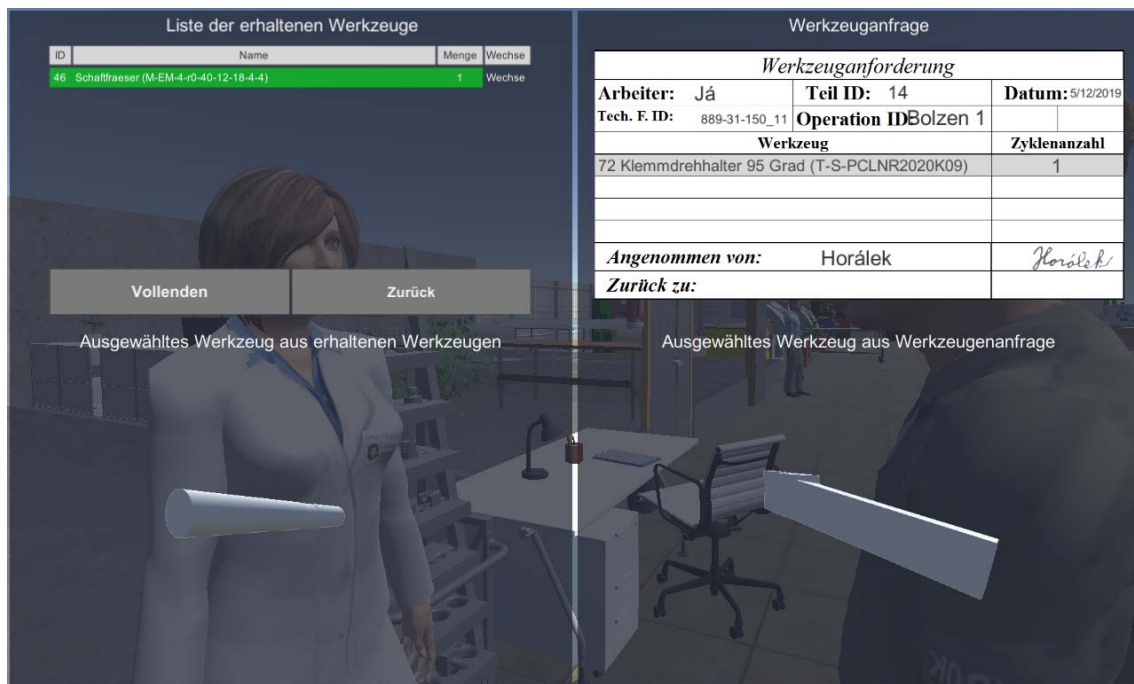 Liste der erhaltenen Werkzeuge
ID Name Menge Wechse
46 Schaftfraeser (M-EM-4-r0-40-12-18-4-4) 1 Wechse
Vollenden Zurück
Ausgewähltes Werkzeug aus erhaltenen Werkzeugen
Werkzeuganfrage
Werkzeuganforderung
Arbeiter: Já Teil ID: 14 Datum: 5/12/2019
Tech. F. ID: 889-31-150_11 Operation ID Bolzen 1
Werkzeug Zyklenanzahl
72 Klemmdrehhalter 95 Grad (T-S-PCLNR2020K09) 1
Angenommen von: Horálek Horálek
Zurück zu:
Ausgewähltes Werkzeug aus Werkzeugenanfrage